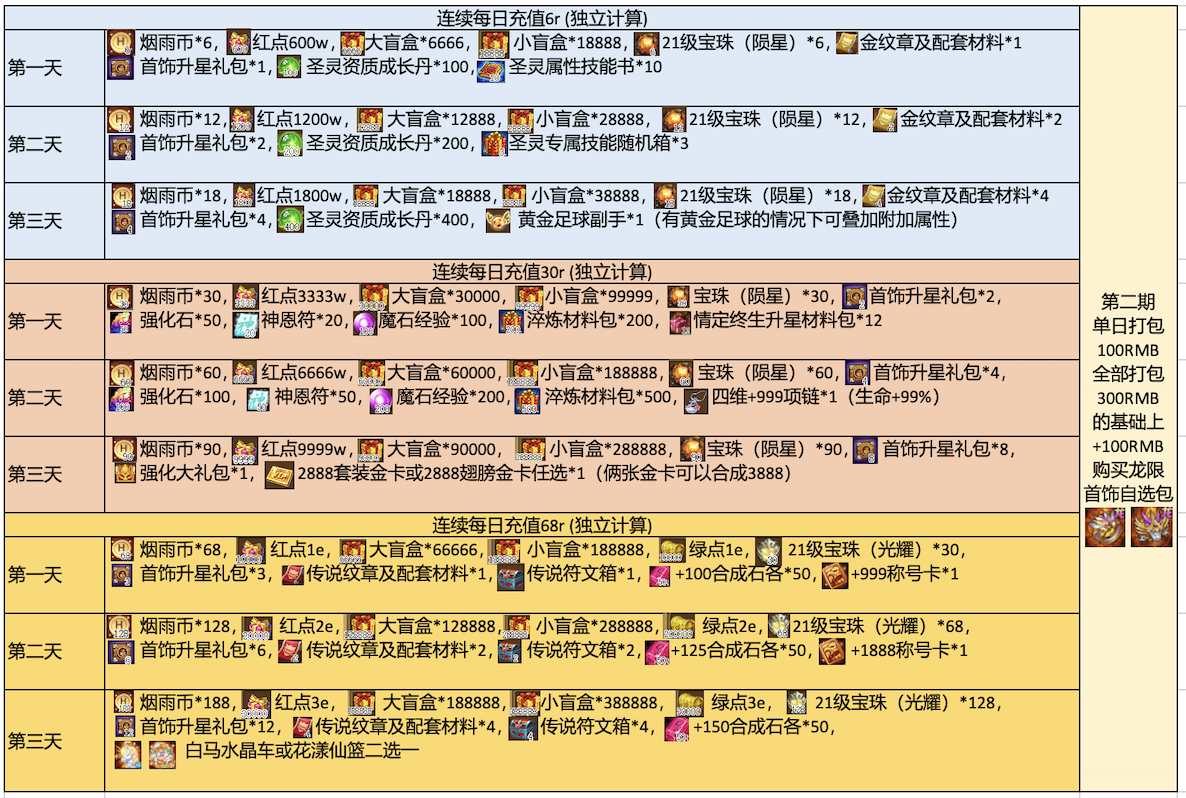 连续每日充值6r (独立计算)
第一天
烟雨币*6, 红点600w, 大盲盒*6666, 小盲盒*18888, 21级宝珠（陨星）*6, 金纹章及配套材料*1
首饰升星礼包*1, 圣灵资质成长丹*100, 圣灵属性技能书*10
第二天
烟雨币*12, 红点1200w, 大盲盒*12888, 小盲盒*28888, 21级宝珠（陨星）*12, 金纹章及配套材料*2
首饰升星礼包*2, 圣灵资质成长丹*200, 圣灵专属技能随机箱*3
第三天
烟雨币*18, 红点1800w, 大盲盒*18888, 小盲盒*38888, 21级宝珠（陨星）*18, 金纹章及配套材料*4
首饰升星礼包*4, 圣灵资质成长丹*400, 黄金足球副手*1（有黄金足球的情况下可叠加附加属性）
连续每日充值30r (独立计算)
第一天
烟雨币*30, 红点3333w, 大盲盒*30000, 小盲盒*99999, 宝珠（陨星）*30, 首饰升星礼包*2,
强化石*50, 神恩符*20, 魔石经验*100, 淬炼材料包*200, 情定终生升星材料包*12
第二天
烟雨币*60, 红点6666w, 大盲盒*60000, 小盲盒*188888, 宝珠（陨星）*60, 首饰升星礼包*4,
强化石*100, 神恩符*50, 魔石经验*200, 淬炼材料包*500, 四维+999项链*1（生命+99%）
第三天
烟雨币*90, 红点9999w, 大盲盒*90000, 小盲盒*288888, 宝珠（陨星）*90, 首饰升星礼包*8,
强化大礼包*1, 2888套装金卡或2888翅膀金卡任选*1（俩张金卡可以合成3888）
连续每日充值68r (独立计算)
第一天
烟雨币*68, 红点1e, 大盲盒*66666, 小盲盒*188888, 绿点1e, 21级宝珠（光耀）*30,
首饰升星礼包*3, 传说纹章及配套材料*1, 传说符文箱*1, +100合成石各*50, +999称号卡*1
第二天
烟雨币*128, 红点2e, 大盲盒*128888, 小盲盒*288888, 绿点2e, 21级宝珠（光耀）*68,
首饰升星礼包*6, 传说纹章及配套材料*2, 传说符文箱*2, +125合成石各*50, +1888称号卡*1
第三天
烟雨币*188, 红点3e, 大盲盒*188888, 小盲盒*388888, 绿点3e, 21级宝珠（光耀）*128,
首饰升星礼包*12, 传说纹章及配套材料*4, 传说符文箱*4, +150合成石各*50,
白马水晶车或花漾仙篮二选一
第二期
单日打包
100RMB
全部打包
300RMB
的基础上
+100RMB
购买龙限
首饰自选包